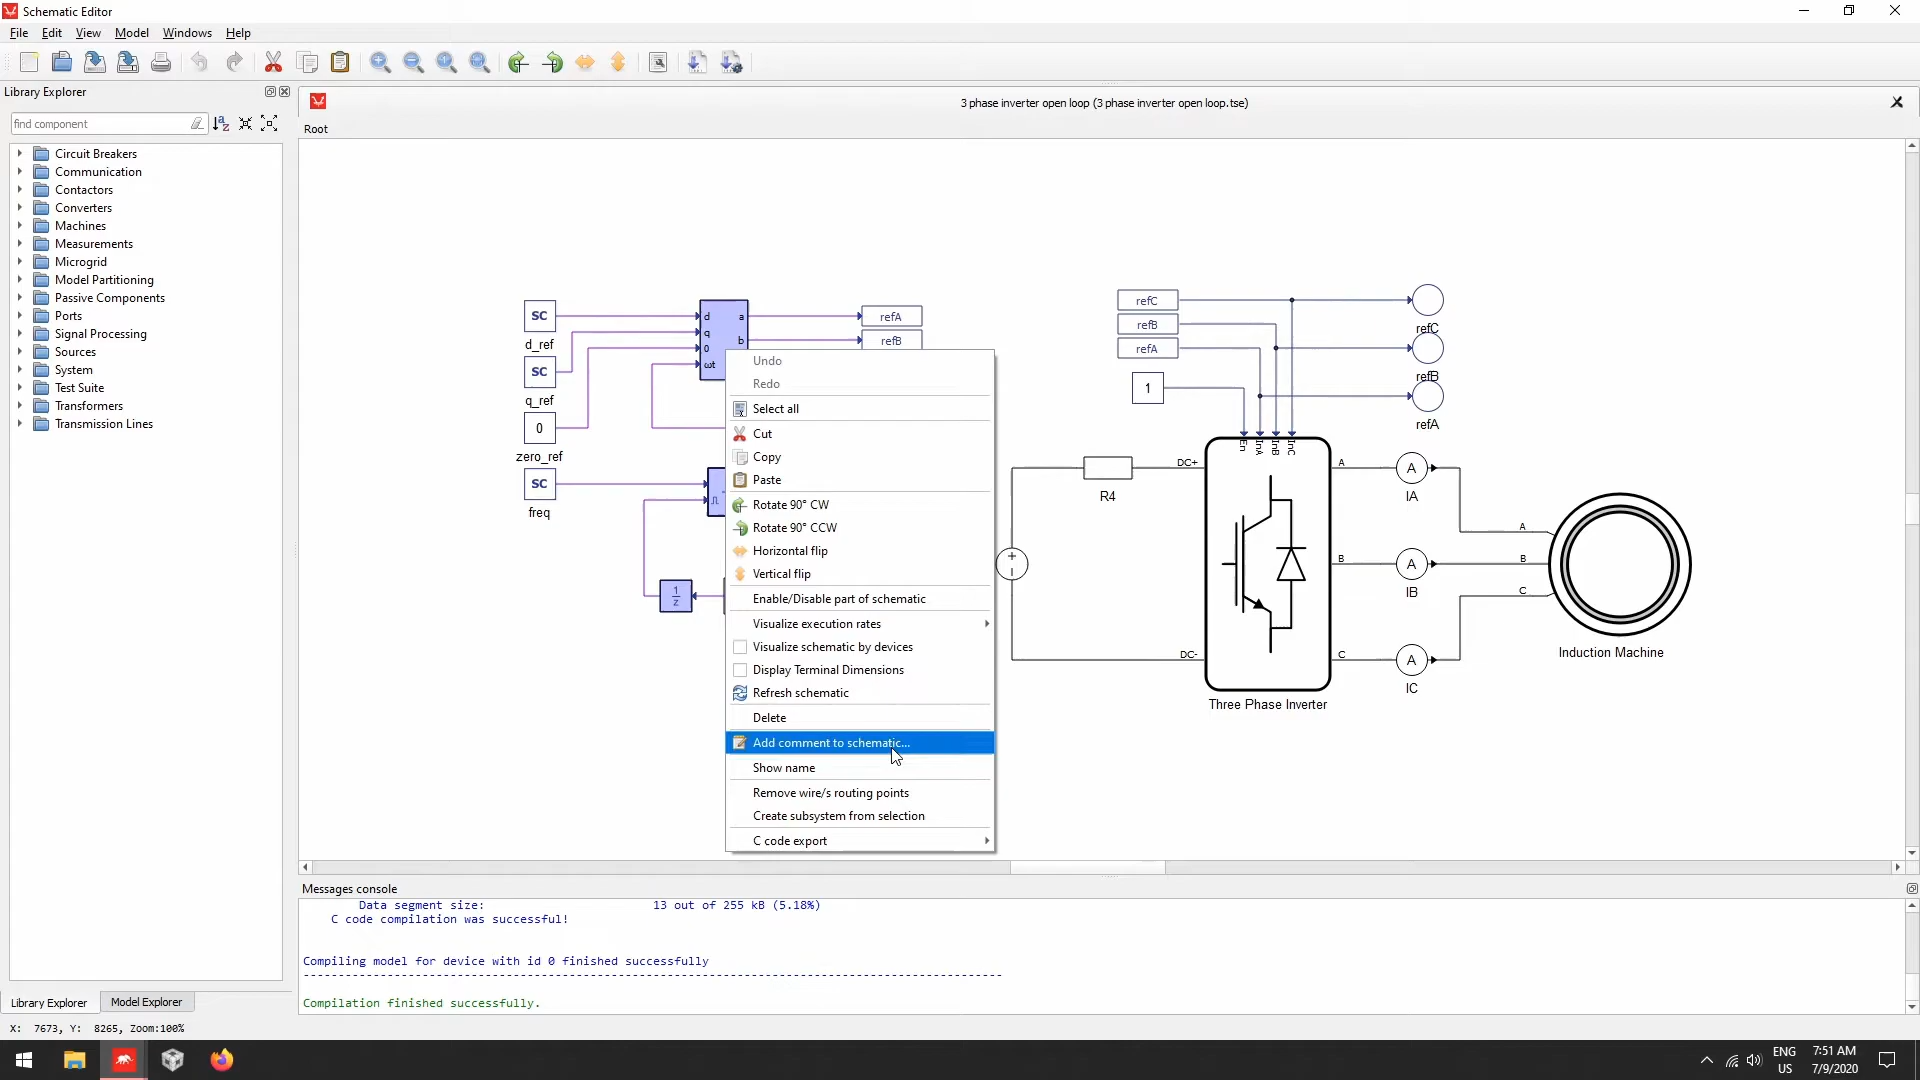 Schematic Editor
File Edit View Model Windows Help
Library Explorer
find component
Circuit Breakers
Communication
Contactors
Converters
Machines
Measurements
Microgrid
Model Partitioning
Passive Components
Ports
Signal Processing
Sources
System
Test Suite
Transformers
Transmission Lines
Library Explorer
Model Explorer
X: 7673, Y: 8265, Zoom:100%
3 phase inverter open loop (3 phase inverter open loop.tse)
Root
SC
d_ref
SC
q_ref
0
zero_ref
SC
freq
d
q
0
ωt
a
b
refA
refB
1
z
Undo
Redo
Select all
Cut
Copy
Paste
Rotate 90° CW
Rotate 90° CCW
Horizontal flip
Vertical flip
Enable/Disable part of schematic
Visualize execution rates
Visualize schematic by devices
Display Terminal Dimensions
Refresh schematic
Delete
Add comment to schematic...
Show name
Remove wire/s routing points
Create subsystem from selection
C code export
refC
refB
refA
1
refC
refB
refA
En
InA
InB
InC
R4
DC+
DC-
A
B
C
Three Phase Inverter
A
IA
A
IB
A
IC
A
B
C
Induction Machine
Messages console
Data segment size: 13 out of 255 kB (5.18%)
C code compilation was successful!
Compiling model for device with id 0 finished successfully
Compilation finished successfully.
ENG
US
7:51 AM
7/9/2020